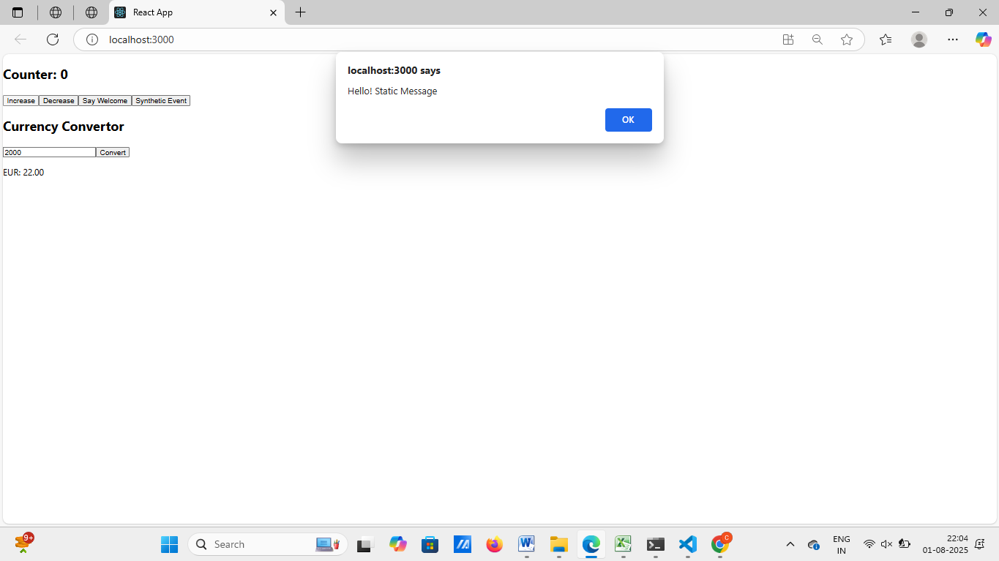 React App
localhost:3000
localhost:3000 says
Hello! Static Message
OK
Counter: 0
Increase Decrease Say Welcome Synthetic Event
Currency Convertor
2000 Convert
EUR: 22.00
9+
Search
C
ENG
IN
22:04
01-08-2025